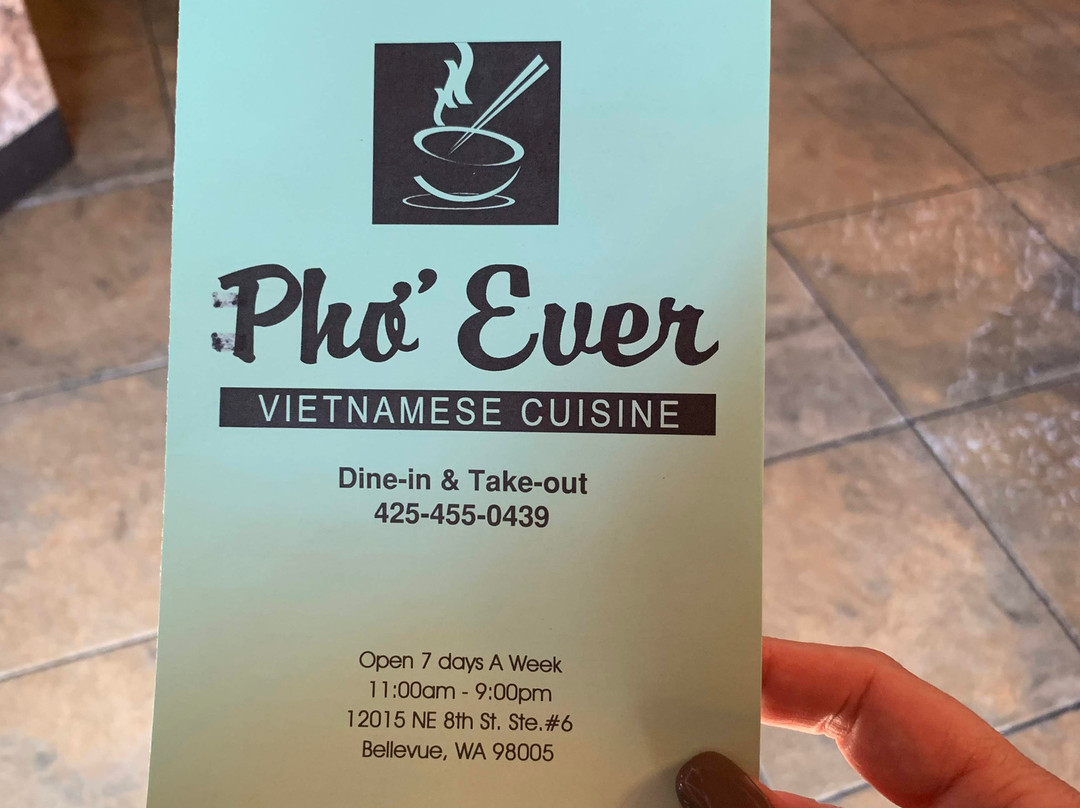 Phở Ever
VIETNAMESE CUISINE
Dine-in & Take-out
425-455-0439
Open 7 days A Week
11:00am - 9:00pm
12015 NE 8th St. Ste.#6
Bellevue, WA 98005